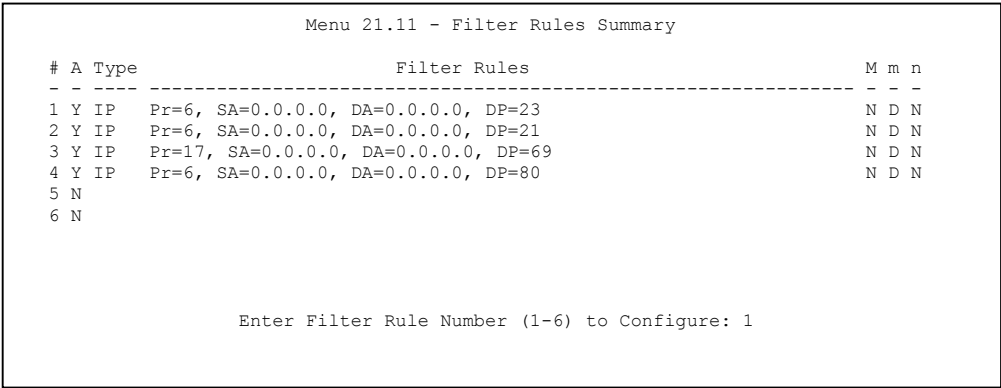 Menu 21.11 - Filter Rules Summary
# A Type Filter Rules M m n
- - ---- --------------------------------------------------------------- - - -
1 Y IP Pr=6, SA=0.0.0.0, DA=0.0.0.0, DP=23 N D N
2 Y IP Pr=6, SA=0.0.0.0, DA=0.0.0.0, DP=21 N D N
3 Y IP Pr=17, SA=0.0.0.0, DA=0.0.0.0, DP=69 N D N
4 Y IP Pr=6, SA=0.0.0.0, DA=0.0.0.0, DP=80 N D N
5 N
6 N
Enter Filter Rule Number (1-6) to Configure: 1